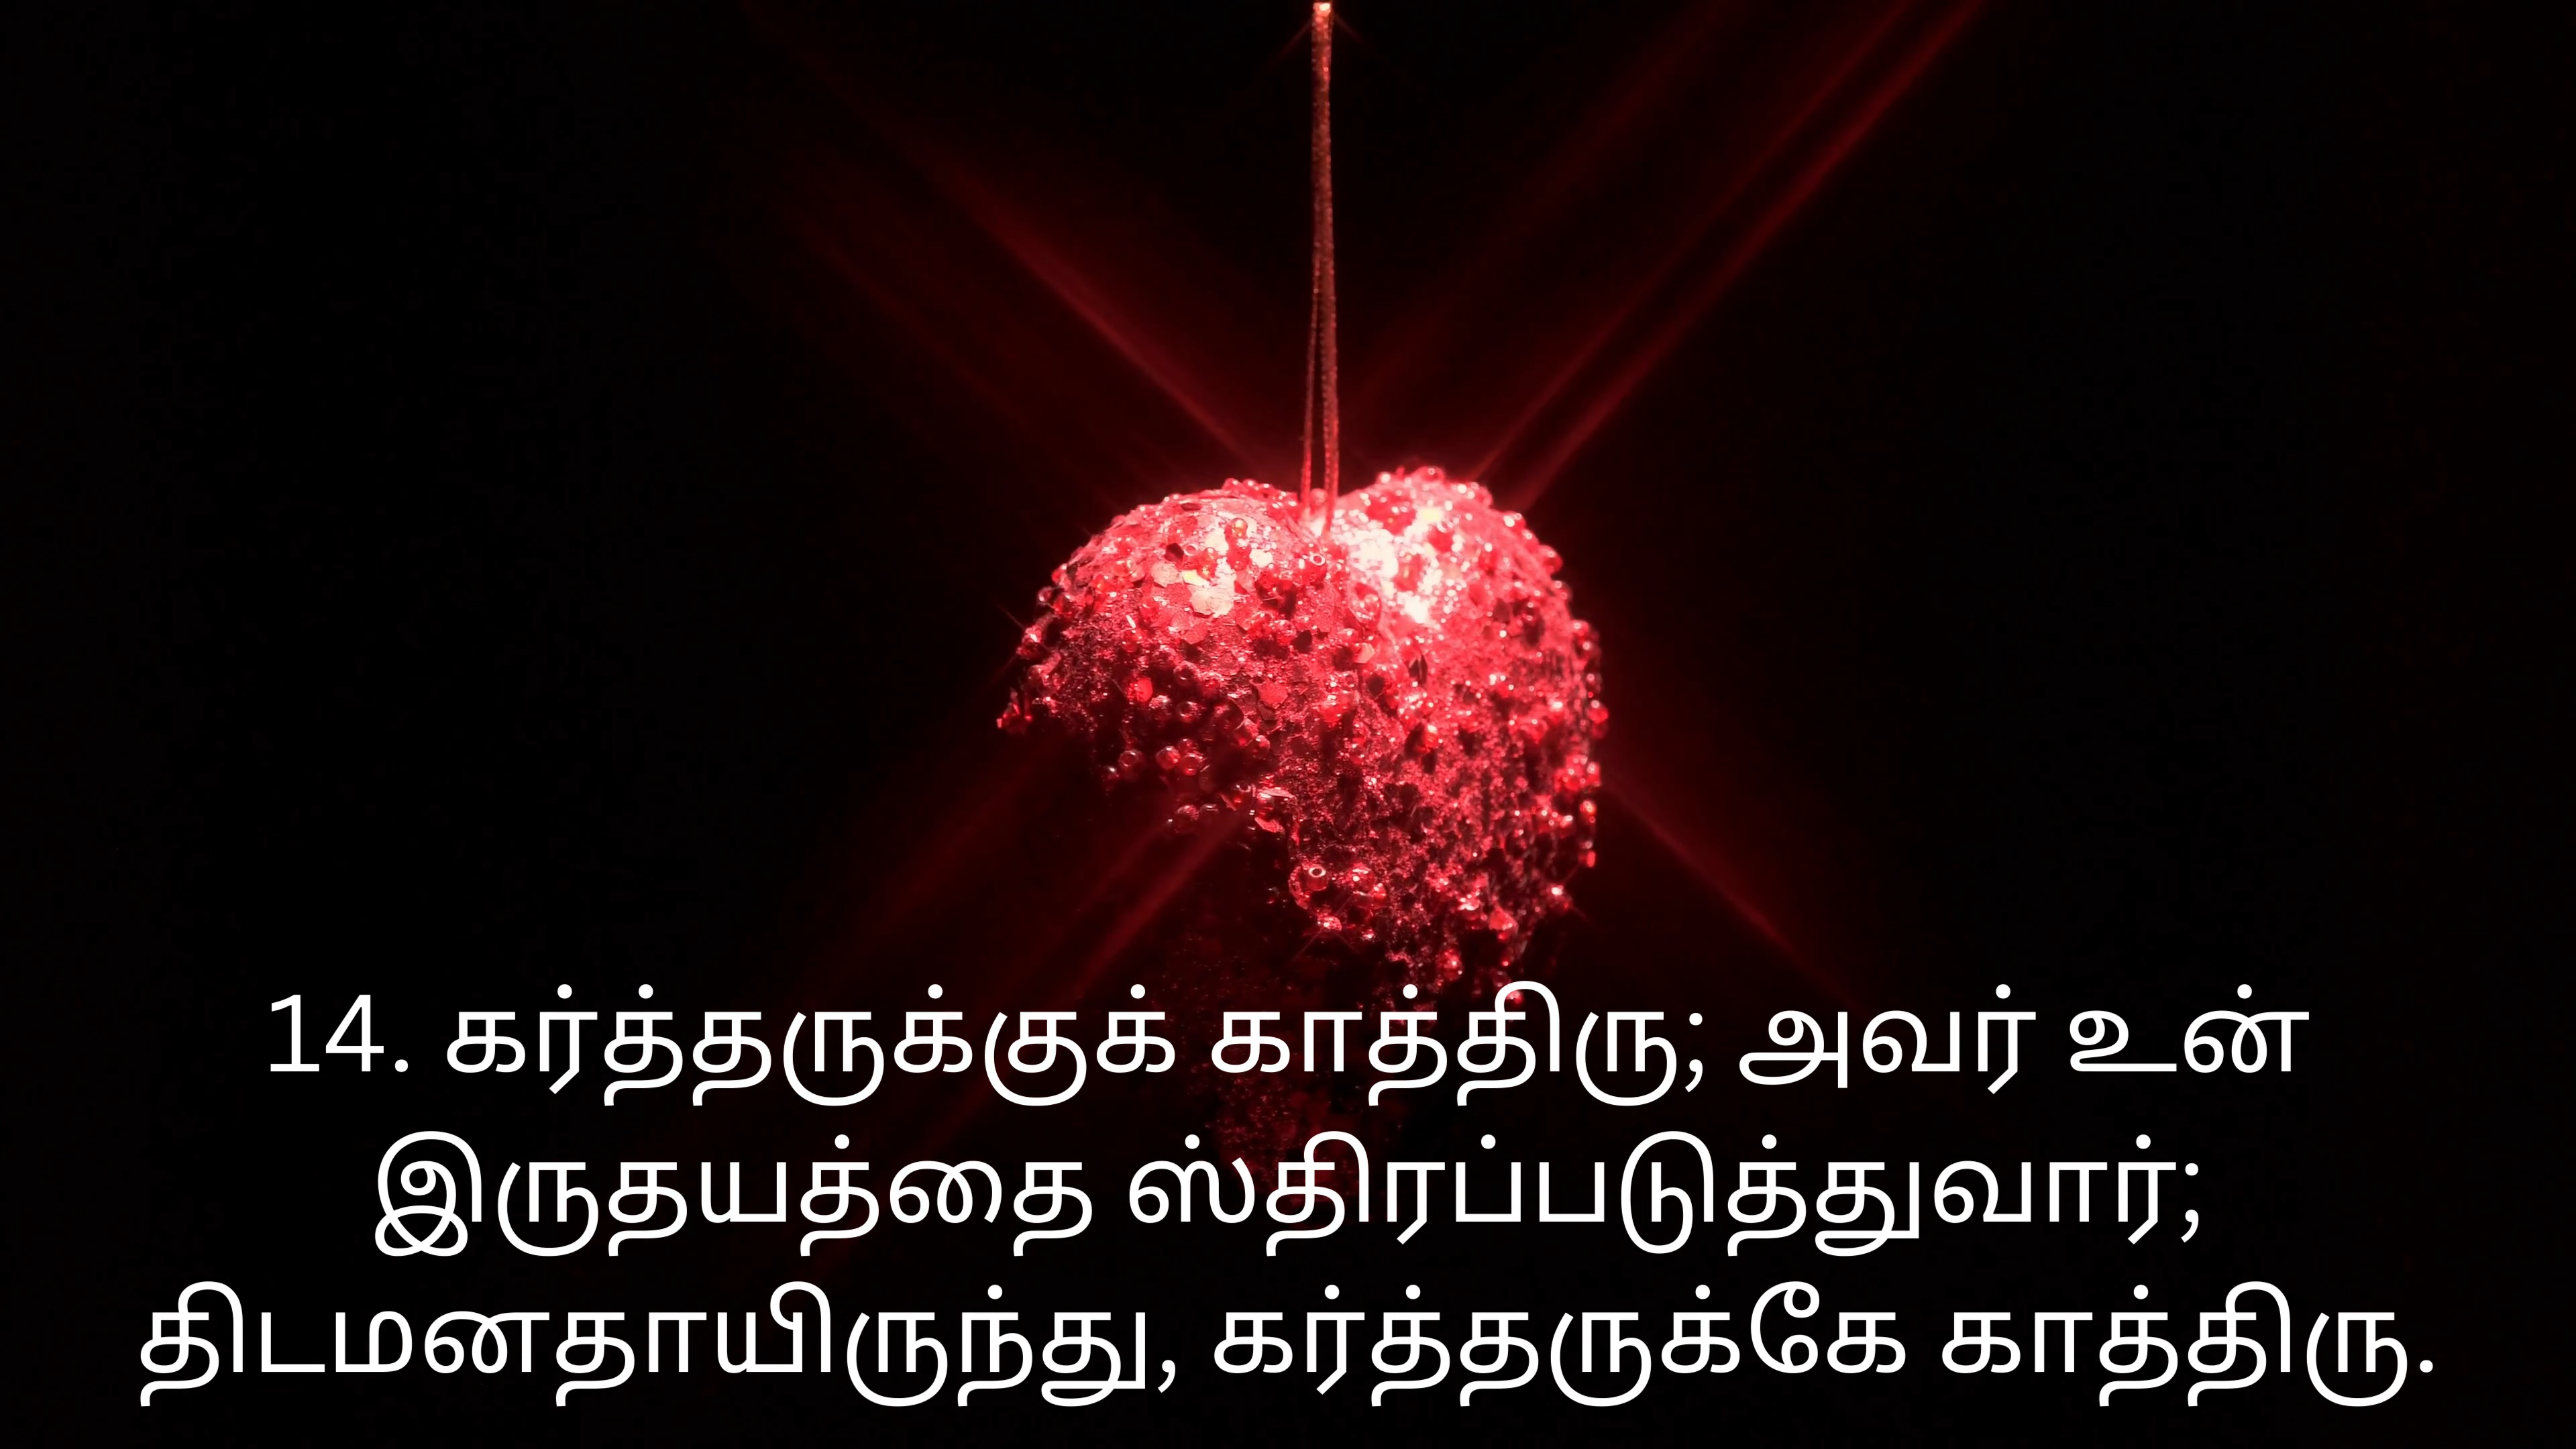 14. கர்த்தருக்குக் காத்திரு; அவர் உன்
இருதயத்தை ஸ்திரப்படுத்துவார்;
திடமனதாயிருந்து, கர்த்தருக்கே காத்திரு.